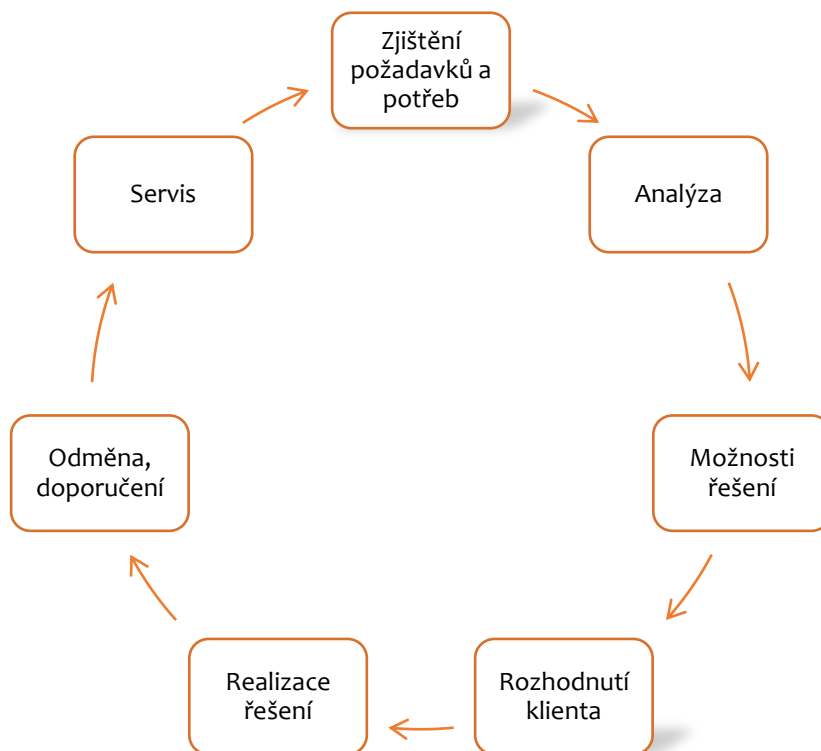 Zjištění
požadavků a
potřeb
Analýza
Možnosti
řešení
Rozhodnutí
klienta
Realizace
řešení
Odměna,
doporučení
Servis